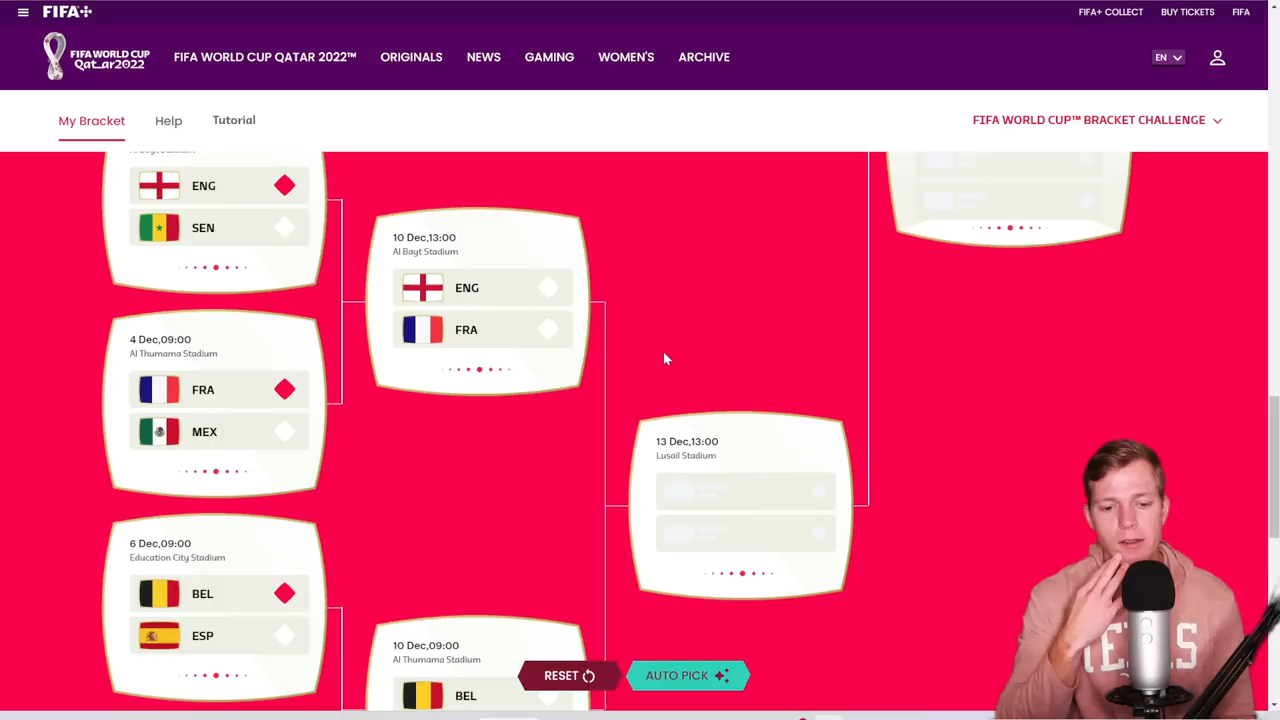 FIFA+
FIFA+ COLLECT
BUY TICKETS
FIFA
FIFA WORLD CUP
Qatar2022
FIFA WORLD CUP QATAR 2022™
ORIGINALS
NEWS
GAMING
WOMEN'S
ARCHIVE
EN
My Bracket
Help
Tutorial
FIFA WORLD CUP™ BRACKET CHALLENGE
Al Bayt Stadium
ENG
SEN
10 Dec,13:00
Al Bayt Stadium
ENG
FRA
4 Dec,09:00
Al Thumama Stadium
FRA
MEX
13 Dec,13:00
Lusail Stadium
6 Dec,09:00
Education City Stadium
BEL
ESP
10 Dec,09:00
Al Thumama Stadium
BEL
RESET
AUTO PICK